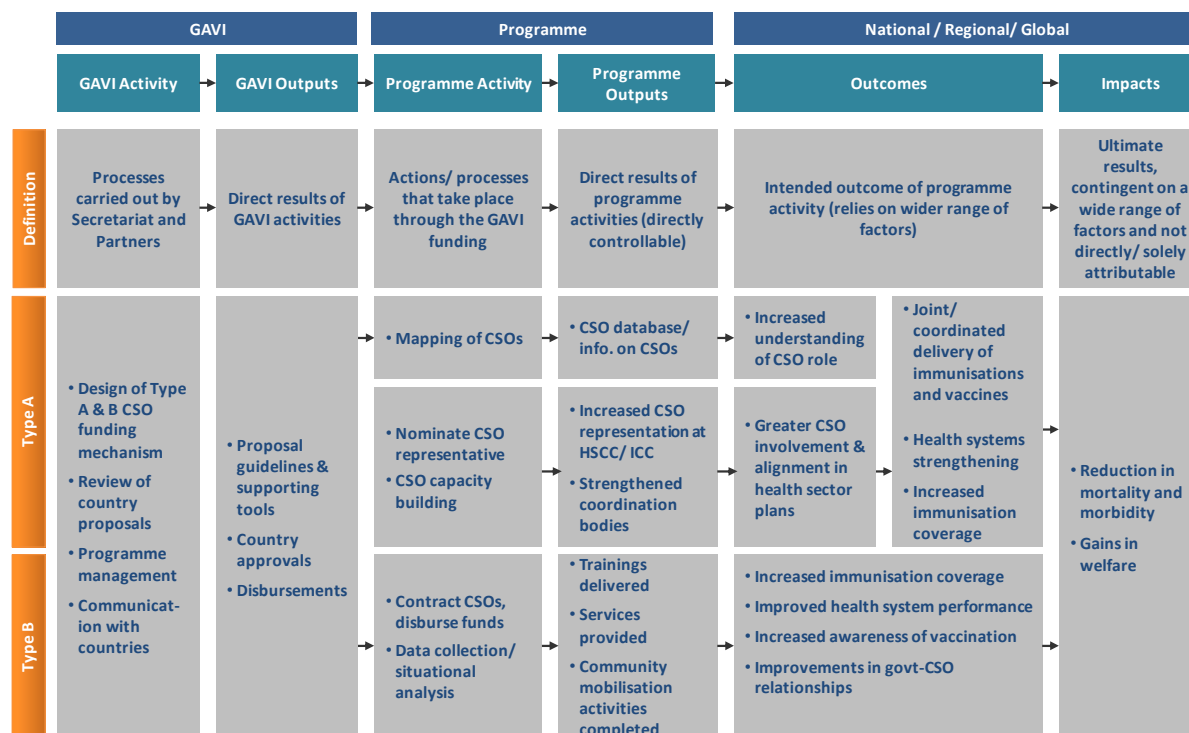 GAVI
Programme
National / Regional/ Global
GAVI Activity
GAVI Outputs
Programme Activity
Programme
Outputs
Outcomes
Impacts
Definition
Processes
carried out by
Secretariat and
Partners
Direct results of
GAVI activities
Actions/ processes
that take place
through the GAVI
funding
Direct results of
programme
activities (directly
controllable)
Intended outcome of programme
activity (relies on wider range of
factors)
Ultimate
results,
contingent on a
wide range of
factors and not
directly/ solely
attributable
Type A
Type B
• Design of Type
A & B CSO
funding
mechanism
• Review of
country
proposals
• Programme
management
• Communicat-
ion with
countries
• Proposal
guidelines &
supporting
tools
• Country
approvals
• Disbursements
• Mapping of CSOs
• CSO database/
info. on CSOs
• Increased
understanding
of CSO role
• Nominate CSO
representative
• CSO capacity
building
• Increased CSO
representation at
HSCC/ ICC
• Strengthened
coordination
bodies
• Greater CSO
involvement &
alignment in
health sector
plans
• Joint/
coordinated
delivery of
immunisations
and vaccines
• Health systems
strengthening
• Increased
immunisation
coverage
• Contract CSOs,
disburse funds
• Data collection/
situational
analysis
• Trainings
delivered
• Services
provided
• Community
mobilisation
activities
completed
• Increased immunisation coverage
• Improved health system performance
• Increased awareness of vaccination
• Improvements in govt-CSO
relationships
• Reduction in
mortality and
morbidity
• Gains in
welfare